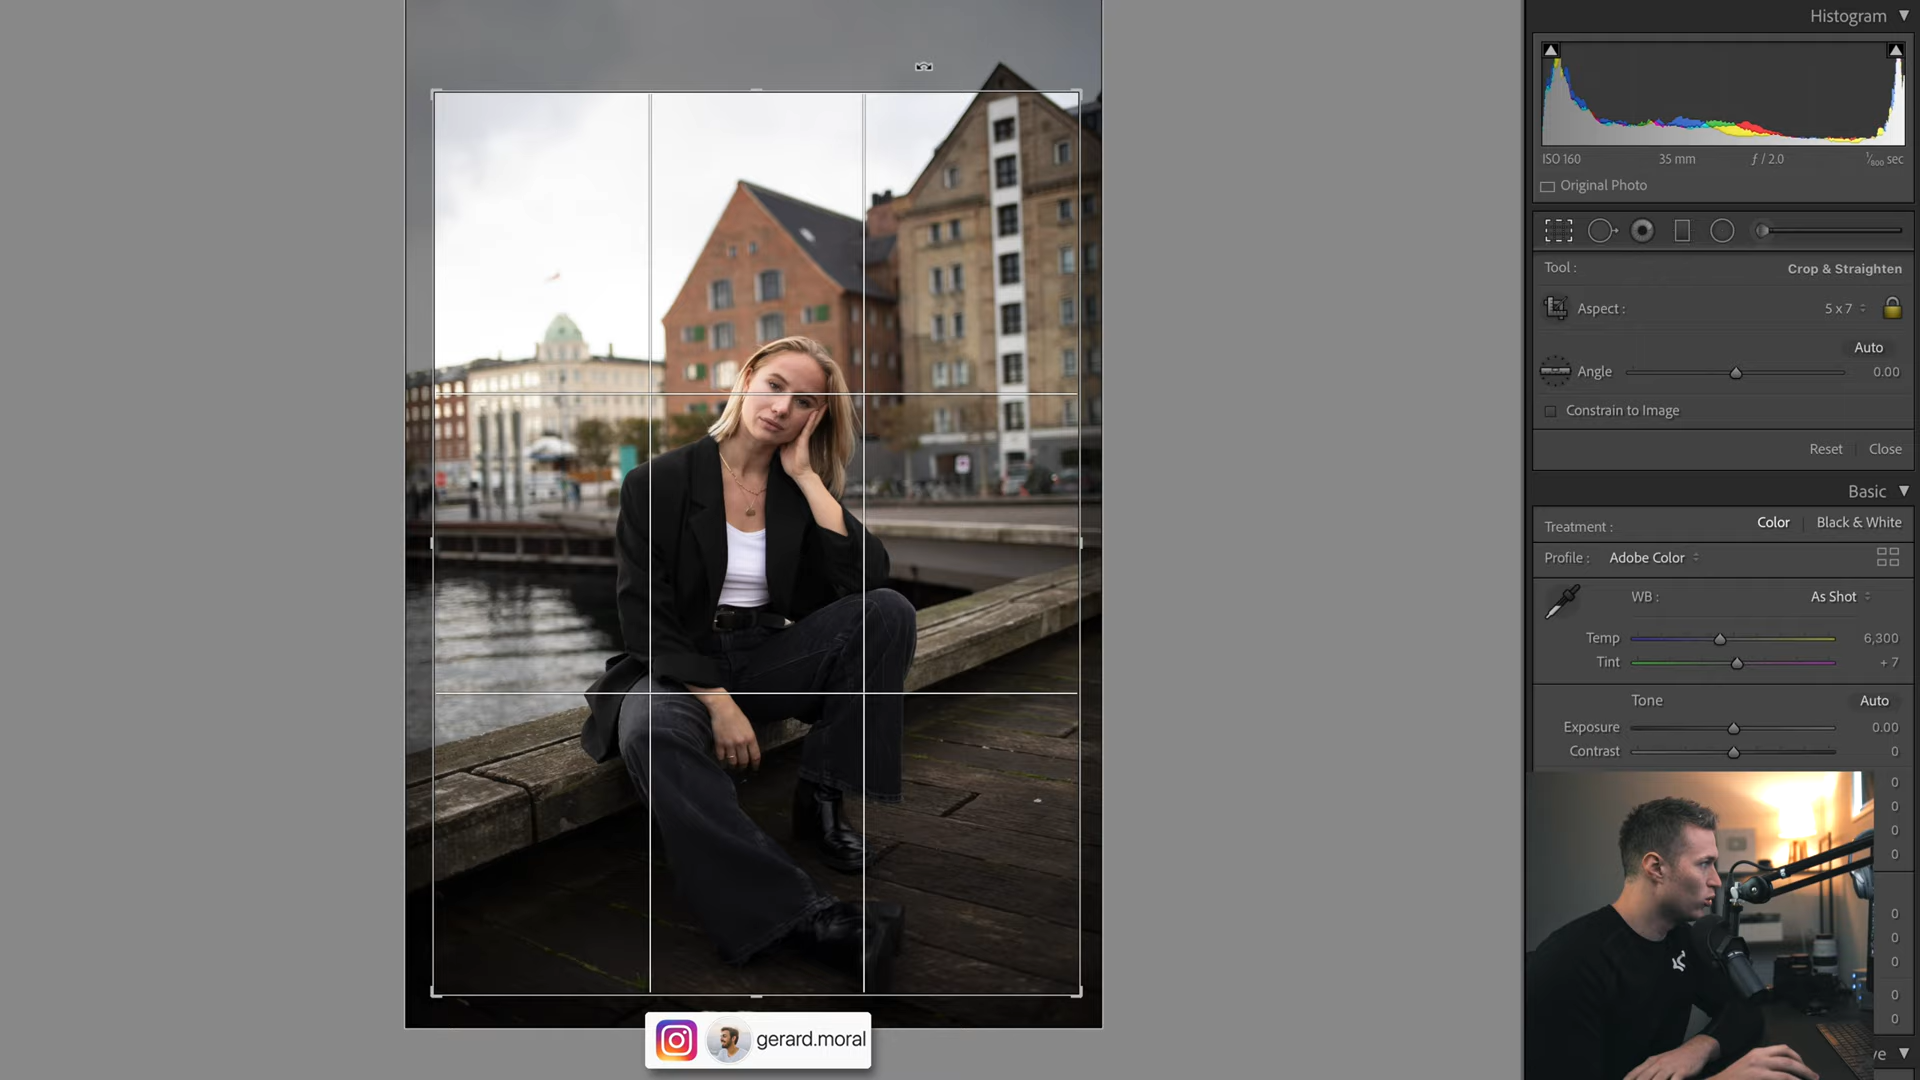 Histogram
ISO 160 35 mm ƒ / 2.0 1/800 sec
Original Photo
Tool : Crop & Straighten
Aspect : 5 x 7
Auto
Angle 0.00
Constrain to Image
Reset Close
Basic
Treatment : Color Black & White
Profile : Adobe Color
WB : As Shot
Temp 6,300
Tint + 7
Tone Auto
Exposure 0.00
Contrast 0
0
0
0
0
0
0
0
0
0
gerard.moral